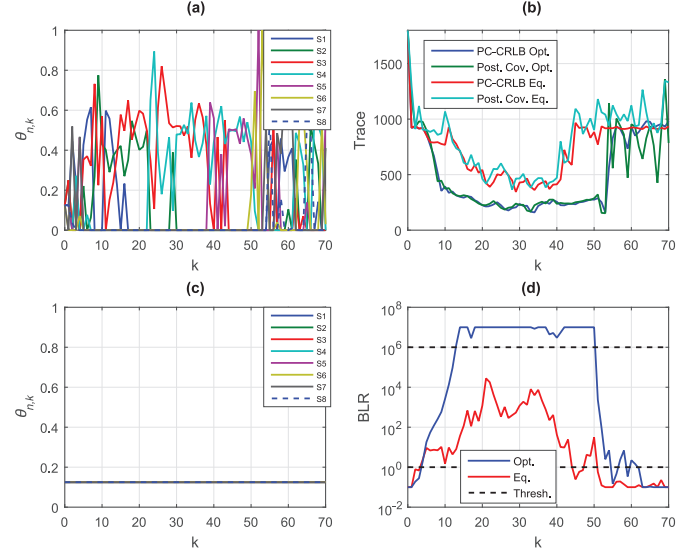 (a)
1
0.8
0.6
0.4
0.2
0
θn,k
0 10 20 30 40 50 60 70
k
S1
S2
S3
S4
S5
S6
S7
S8
(b)
1500
1000
500
0
Trace
0 10 20 30 40 50 60 70
k
PC-CRLB Opt.
Post. Cov. Opt.
PC-CRLB Eq.
Post. Cov. Eq.
(c)
1
0.8
0.6
0.4
0.2
0
θn,k
0 10 20 30 40 50 60 70
k
S1
S2
S3
S4
S5
S6
S7
S8
(d)
10^8
10^6
10^4
10^2
10^0
10^-2
BLR
0 10 20 30 40 50 60 70
k
Opt.
Eq.
Thresh.